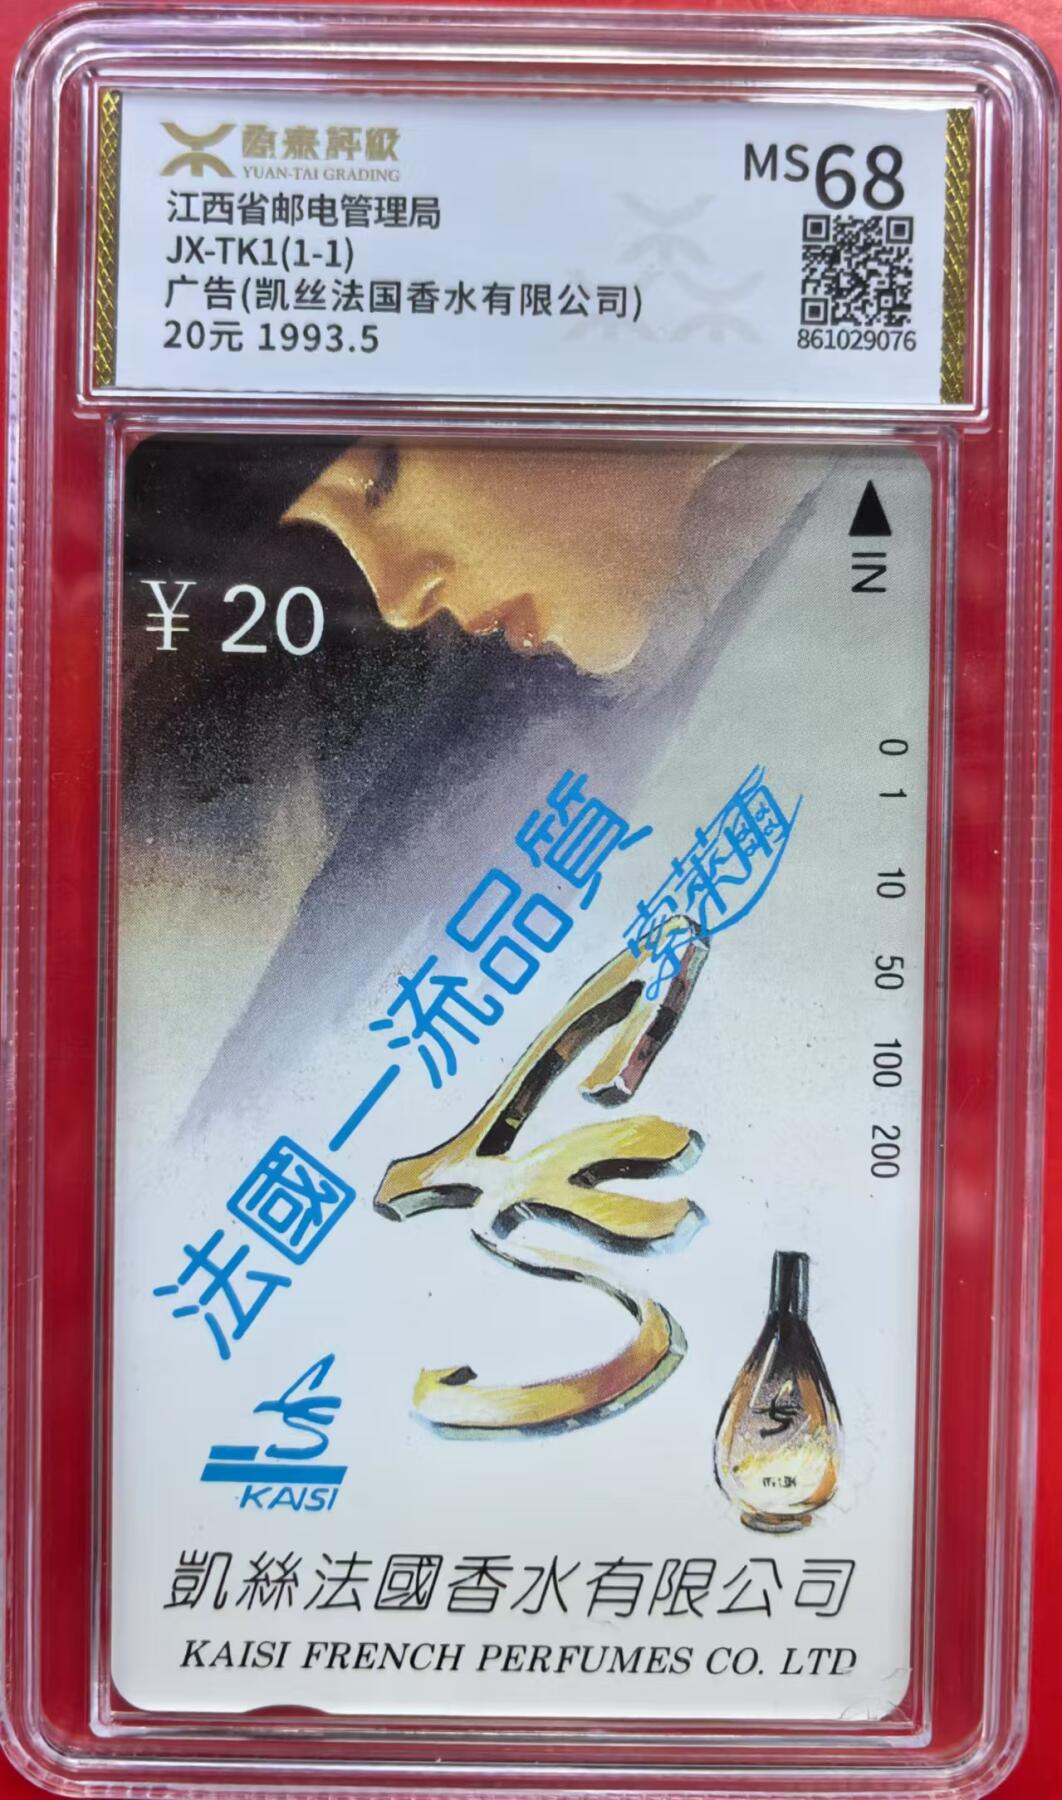 源泰評級
YUAN-TAI GRADING
江西省邮电管理局
JX-TK1(1-1)
广告(凯丝法国香水有限公司)
20元 1993.5
MS68
861029076
¥20
IN
0 1 10 50 100 200
法國一流品質
索萊爾
KAISI
凱絲法國香水有限公司
KAISI FRENCH PERFUMES CO. LTD